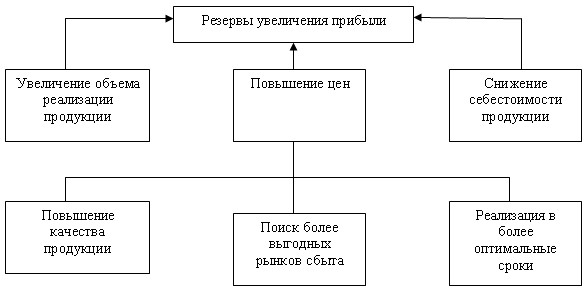 Резервы увеличения прибыли
Увеличение объема
реализации
продукции
Повышение цен
Снижение
себестоимости
продукции
Повышение
качества
продукции
Поиск более
выгодных
рынков сбыта
Реализация в
более
оптимальные
сроки